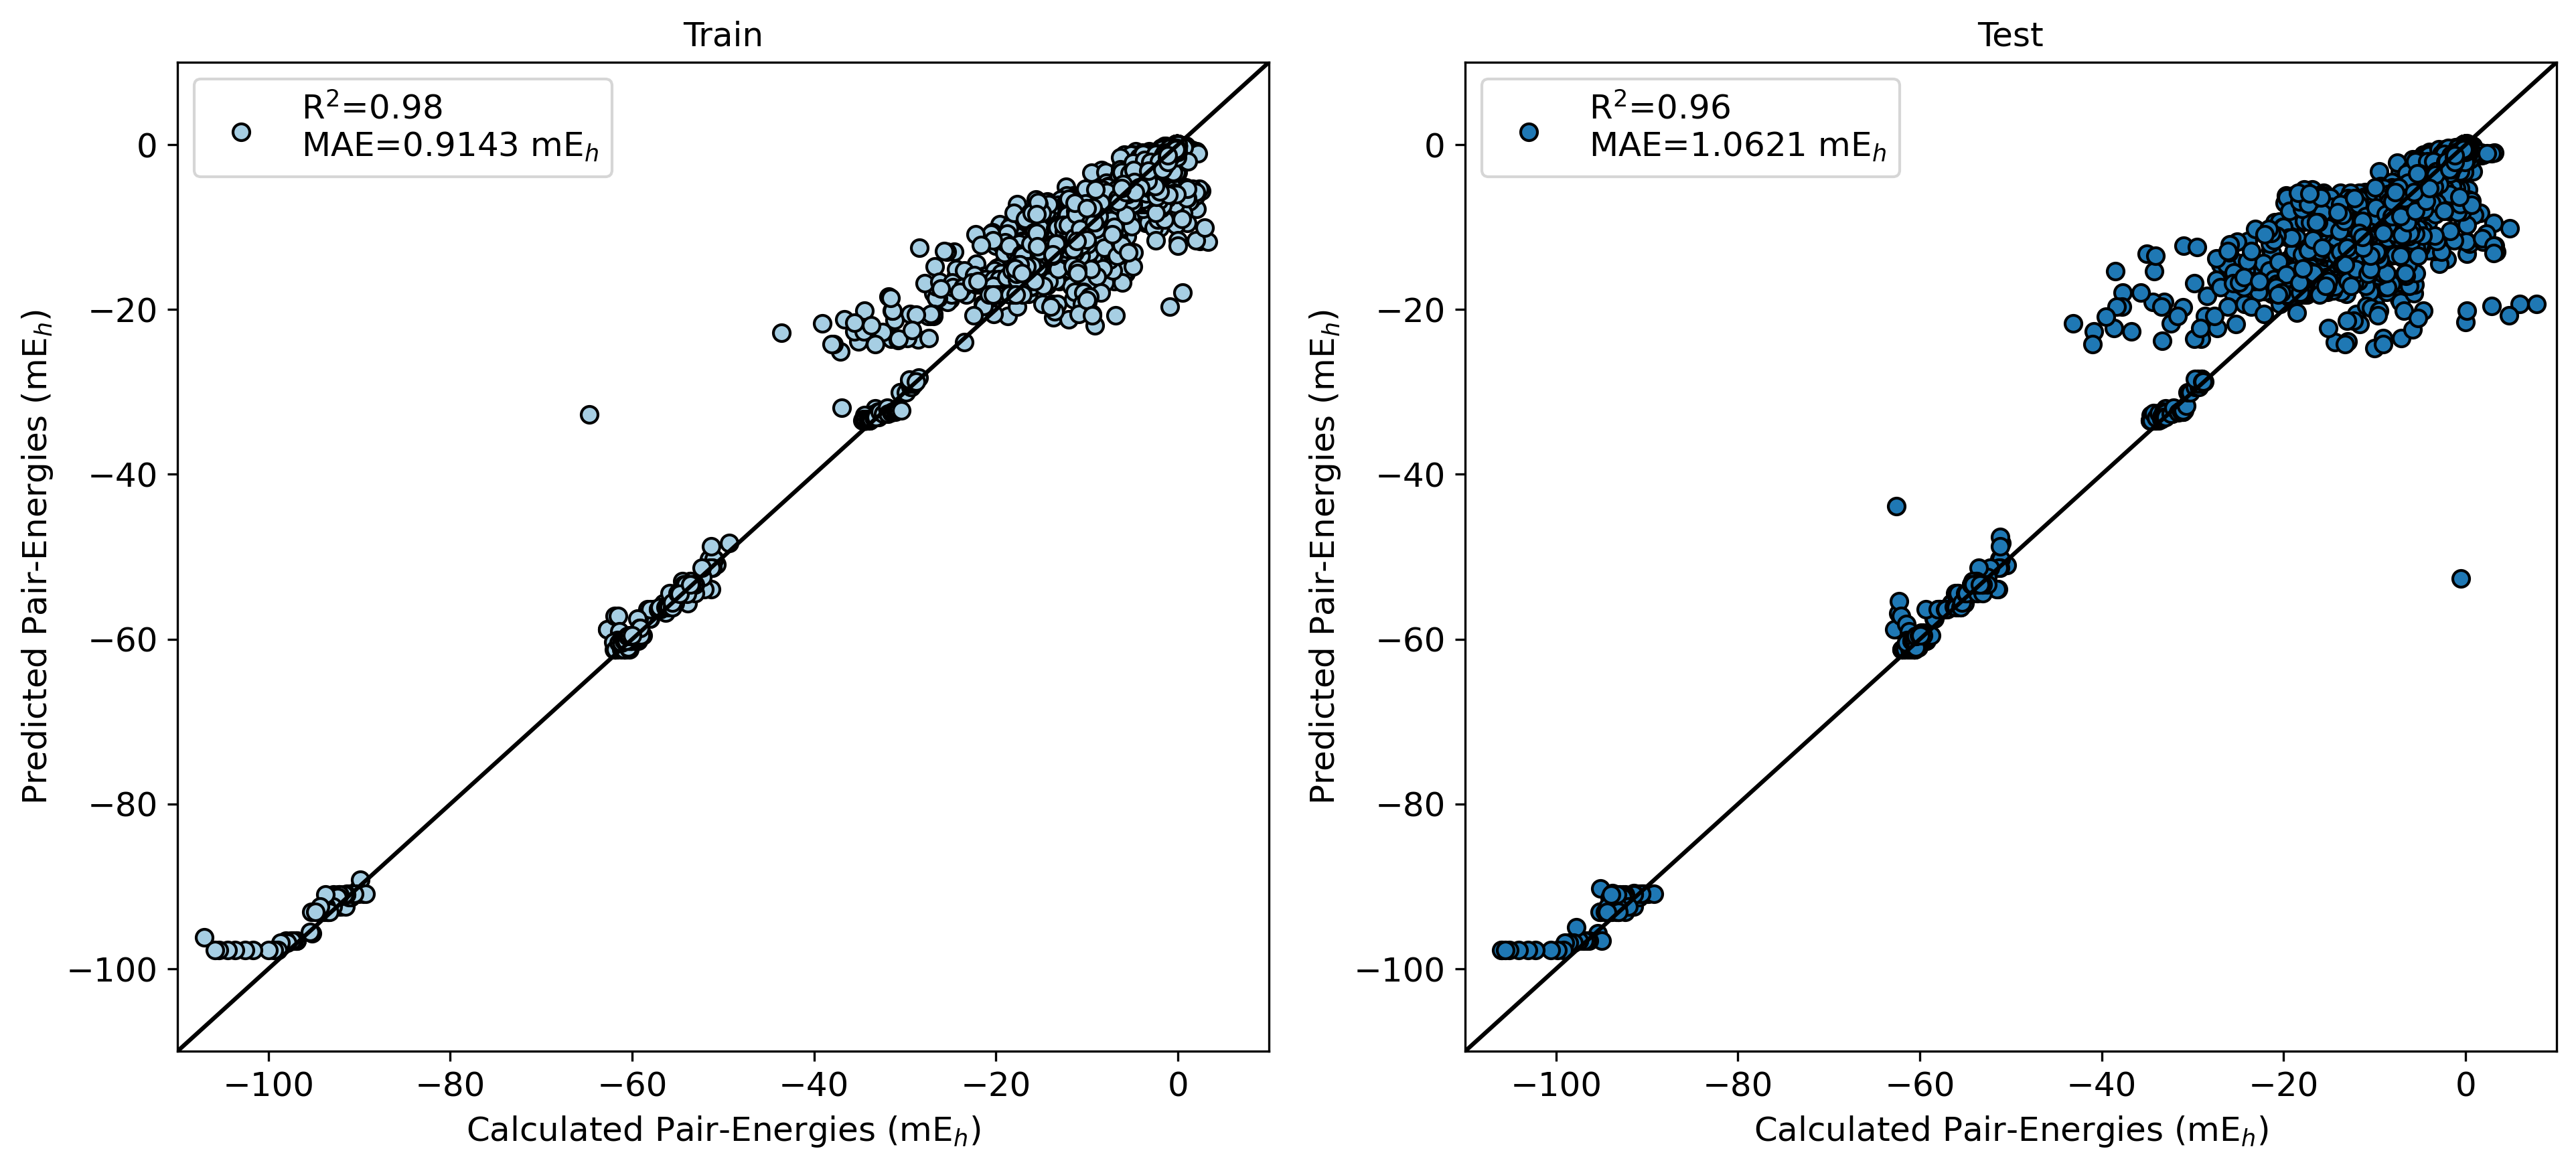 Train
R²=0.98
MAE=0.9143 mEₕ
0
−20
−40
−60
−80
−100
Predicted Pair-Energies (mEₕ)
−100 −80 −60 −40 −20 0
Calculated Pair-Energies (mEₕ)
Test
R²=0.96
MAE=1.0621 mEₕ
0
−20
−40
−60
−80
−100
Predicted Pair-Energies (mEₕ)
−100 −80 −60 −40 −20 0
Calculated Pair-Energies (mEₕ)